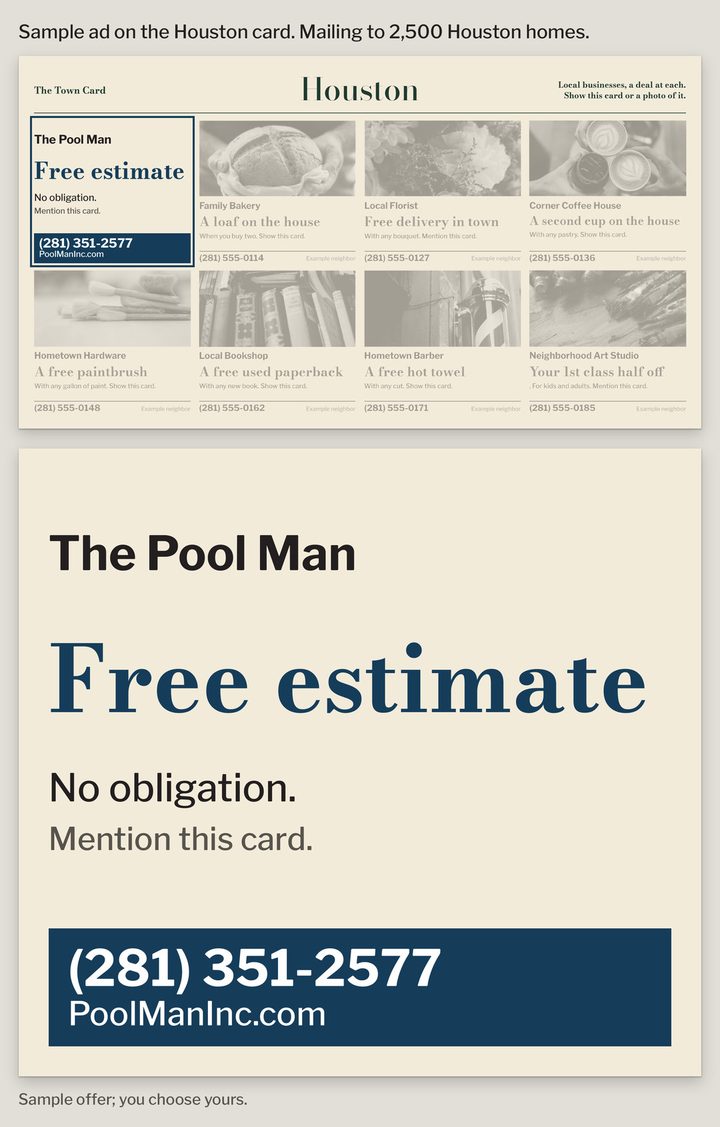 Sample ad on the Houston card. Mailing to 2,500 Houston homes.
The Town Card
Houston
Local businesses, a deal at each.
Show this card or a photo of it.
The Pool Man
Free estimate
No obligation.
Mention this card.
(281) 351-2577
PoolManInc.com
Family Bakery
A loaf on the house
When you buy two. Show this card.
(281) 555-0114
Example neighbor
Local Florist
Free delivery in town
With any bouquet. Mention this card.
(281) 555-0127
Example neighbor
Corner Coffee House
A second cup on the house
With any pastry. Show this card.
(281) 555-0136
Example neighbor
Hometown Hardware
A free paintbrush
With any gallon of paint. Show this card.
(281) 555-0148
Example neighbor
Local Bookshop
A free used paperback
With any new book. Show this card.
(281) 555-0162
Example neighbor
Hometown Barber
A free hot towel
With any cut. Show this card.
(281) 555-0171
Example neighbor
Neighborhood Art Studio
Your 1st class half off
For kids and adults. Mention this card.
(281) 555-0185
Example neighbor
The Pool Man
Free estimate
No obligation.
Mention this card.
(281) 351-2577
PoolManInc.com
Sample offer; you choose yours.